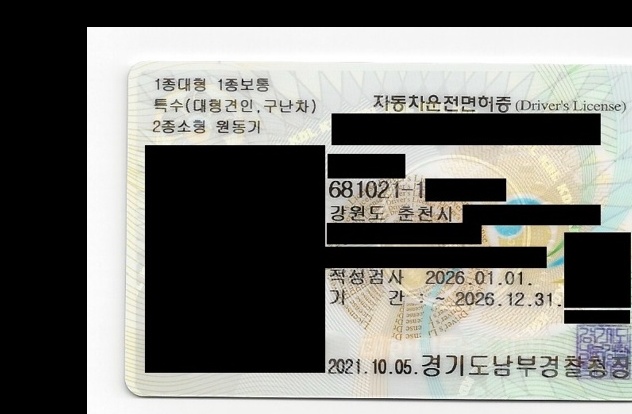 1종대형 1종보통
특수(대형견인,구난차)
2종소형 원동기
자동차운전면허증 (Driver's License)
681021-1
강원도 춘천시
적성검사 2026.01.01.
기 간 : ~ 2026.12.31.
2021.10.05. 경기도남부경찰청장